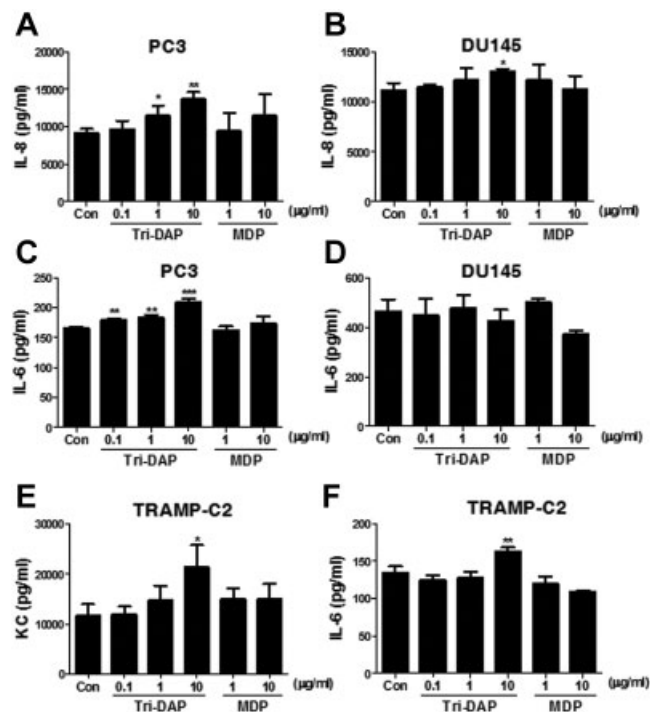 A
PC3
IL-8 (pg/ml)
20000
15000
10000
5000
0
*
**
Con 0.1 1 10 1 10 (µg/ml)
Tri-DAP MDP
B
DU145
IL-8 (pg/ml)
15000
10000
5000
0
*
Con 0.1 1 10 1 10 (µg/ml)
Tri-DAP MDP
C
PC3
IL-6 (pg/ml)
250
200
150
100
50
0
**
**
***
Con 0.1 1 10 1 10 (µg/ml)
Tri-DAP MDP
D
DU145
IL-6 (pg/ml)
600
400
200
0
Con 0.1 1 10 1 10 (µg/ml)
Tri-DAP MDP
E
TRAMP-C2
KC (pg/ml)
30000
20000
10000
0
*
Con 0.1 1 10 1 10 (µg/ml)
Tri-DAP MDP
F
TRAMP-C2
IL-6 (pg/ml)
200
150
100
50
0
**
Con 0.1 1 10 1 10 (µg/ml)
Tri-DAP MDP